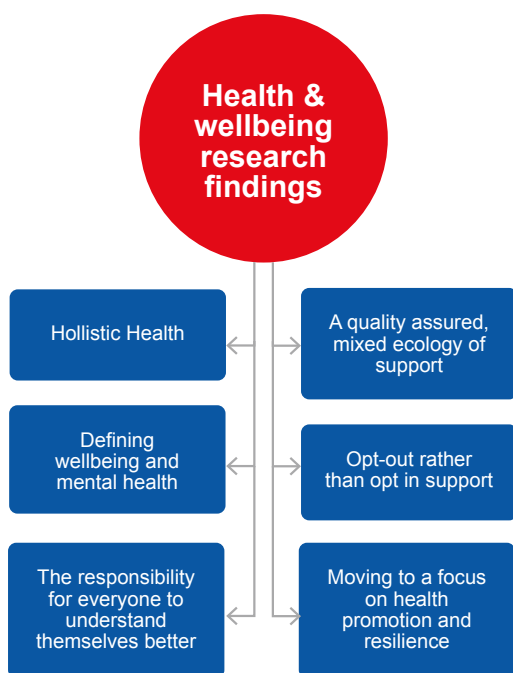 Health &
wellbeing
research
findings
Hollistic Health
A quality assured,
mixed ecology of
support
Defining
wellbeing and
mental health
Opt-out rather
than opt in support
The responsibility
for everyone to
understand
themselves better
Moving to a focus
on health
promotion and
resilience